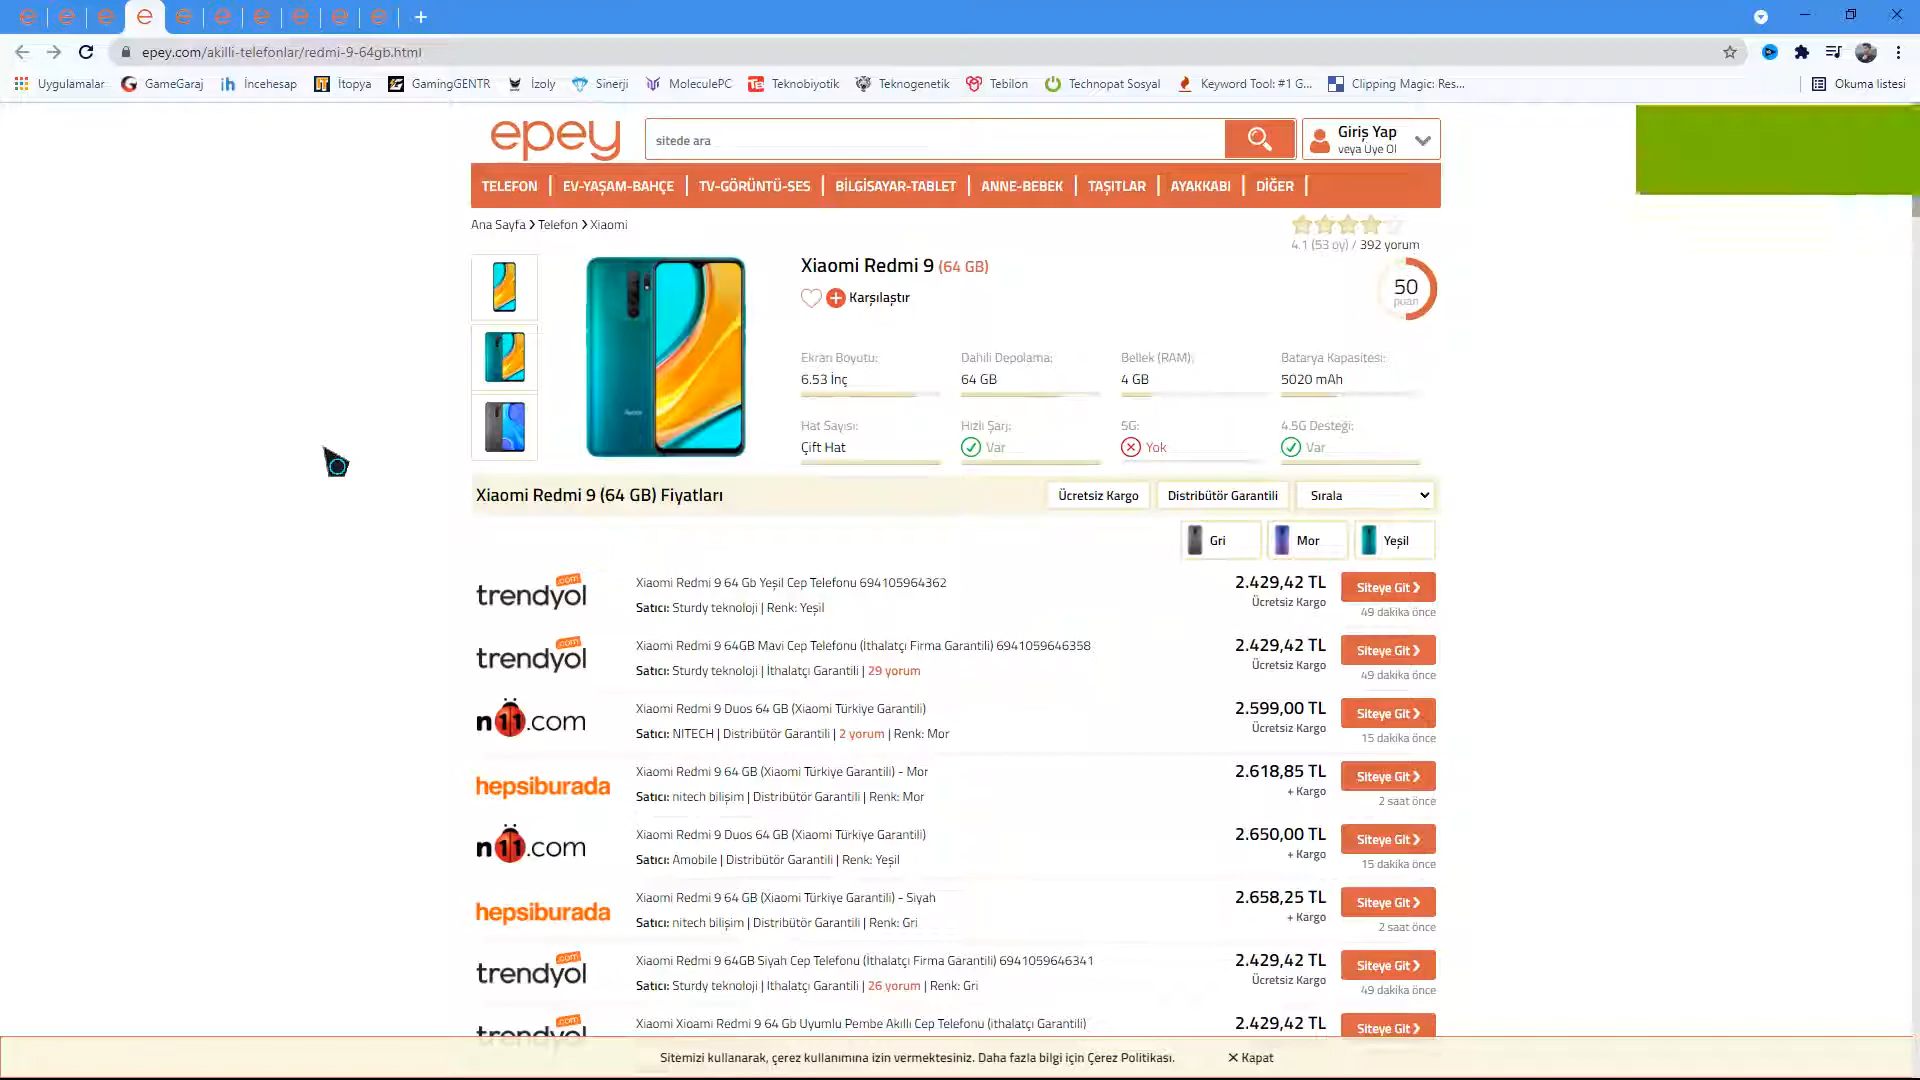 epey.com/akilli-telefonlar/redmi-9-64gb.html
Uygulamalar GameGaraj İncehesap İtopya GamingGENTR İzoly Sinerji MoleculePC Teknobiyotik Teknogenetik Tebilon Technopat Sosyal Keyword Tool: #1 G... Clipping Magic: Res... Okuma listesi
epey
sitede ara
Giriş Yap
veya Üye Ol
TELEFON EV-YAŞAM-BAHÇE TV-GÖRÜNTÜ-SES BİLGİSAYAR-TABLET ANNE-BEBEK TAŞITLAR AYAKKABI DİĞER
Ana Sayfa > Telefon > Xiaomi
4.1 (53 oy) / 392 yorum
Xiaomi Redmi 9 (64 GB)
Karşılaştır
50
puan
Ekran Boyutu: Dahili Depolama: Bellek (RAM): Batarya Kapasitesi:
6.53 İnç 64 GB 4 GB 5020 mAh
Hat Sayısı: Hızlı Şarj: 5G: 4.5G Desteği:
Çift Hat Var Yok Var
Xiaomi Redmi 9 (64 GB) Fiyatları
Ücretsiz Kargo Distribütör Garantili Sırala
Gri Mor Yeşil
trendyol.com
Xiaomi Redmi 9 64 Gb Yeşil Cep Telefonu 694105964362
Satıcı: Sturdy teknoloji | Renk: Yeşil
2.429,42 TL
Ücretsiz Kargo
Siteye Git >
49 dakika önce
trendyol.com
Xiaomi Redmi 9 64GB Mavi Cep Telefonu (İthalatçı Firma Garantili) 6941059646358
Satıcı: Sturdy teknoloji | İthalatçı Garantili | 29 yorum
2.429,42 TL
Ücretsiz Kargo
Siteye Git >
49 dakika önce
n11.com
Xiaomi Redmi 9 Duos 64 GB (Xiaomi Türkiye Garantili)
Satıcı: NITECH | Distribütör Garantili | 2 yorum | Renk: Mor
2.599,00 TL
Ücretsiz Kargo
Siteye Git >
15 dakika önce
hepsiburada
Xiaomi Redmi 9 64 GB (Xiaomi Türkiye Garantili) - Mor
Satıcı: nitech bilişim | Distribütör Garantili | Renk: Mor
2.618,85 TL
+ Kargo
Siteye Git >
2 saat önce
n11.com
Xiaomi Redmi 9 Duos 64 GB (Xiaomi Türkiye Garantili)
Satıcı: Amobile | Distribütör Garantili | Renk: Yeşil
2.650,00 TL
+ Kargo
Siteye Git >
15 dakika önce
hepsiburada
Xiaomi Redmi 9 64 GB (Xiaomi Türkiye Garantili) - Siyah
Satıcı: nitech bilişim | Distribütör Garantili | Renk: Gri
2.658,25 TL
+ Kargo
Siteye Git >
2 saat önce
trendyol.com
Xiaomi Redmi 9 64GB Siyah Cep Telefonu (İthalatçı Firma Garantili) 6941059646341
Satıcı: Sturdy teknoloji | İthalatçı Garantili | 26 yorum | Renk: Gri
2.429,42 TL
Ücretsiz Kargo
Siteye Git >
49 dakika önce
trendyol.com
Xiaomi Xioami Redmi 9 64 Gb Uyumlu Pembe Akıllı Cep Telefonu (ithalatçı Garantili)
2.429,42 TL
Siteye Git >
Sitemizi kullanarak, çerez kullanımına izin vermektesiniz. Daha fazla bilgi için Çerez Politikası.
× Kapat